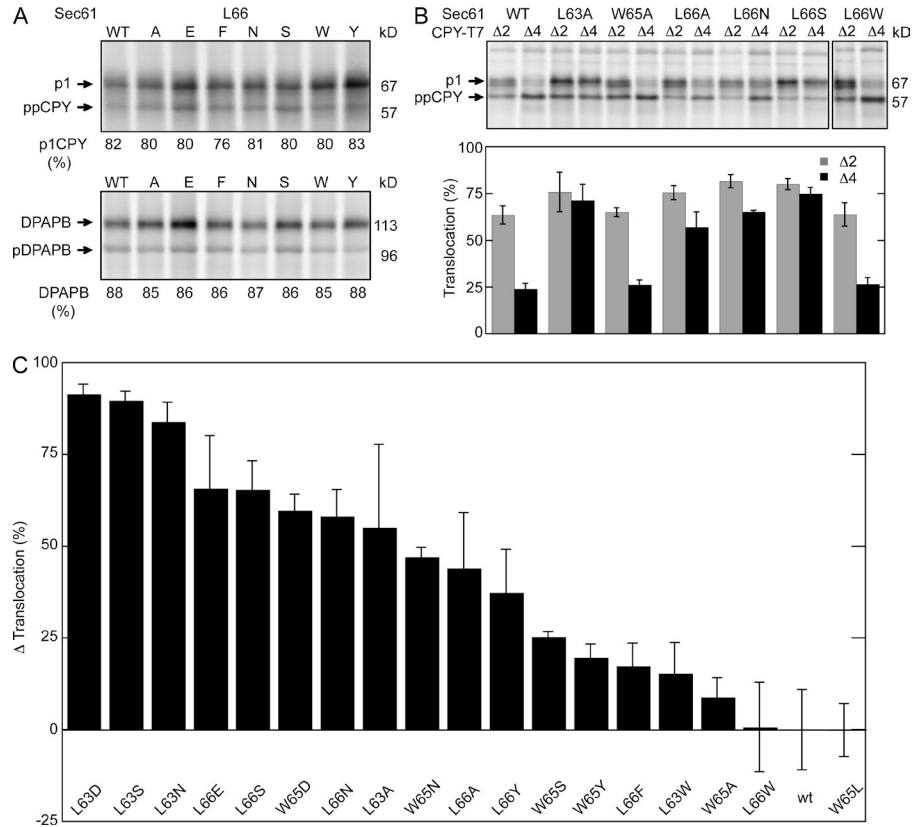 A
Sec61 L66
WT A E F N S W Y kD
p1 67
ppCPY 57
p1CPY 82 80 80 76 81 80 80 83
(%)
WT A E F N S W Y kD
DPAPB 113
pDPAPB 96
DPAPB 88 85 86 86 87 86 85 88
(%)
B
Sec61 WT L63A W65A L66A L66N L66S L66W
CPY-T7 Δ2 Δ4 Δ2 Δ4 Δ2 Δ4 Δ2 Δ4 Δ2 Δ4 Δ2 Δ4 Δ2 Δ4 kD
p1 67
ppCPY 57
Translocation (%)
100
75
50
25
0
Δ2
Δ4
C
Δ Translocation (%)
100
75
50
25
0
-25
L63D L63S L63N L66E L66S W65D L66N L63A W65N L66A L66Y W65S W65Y L66F L63W W65A L66W wt W65L